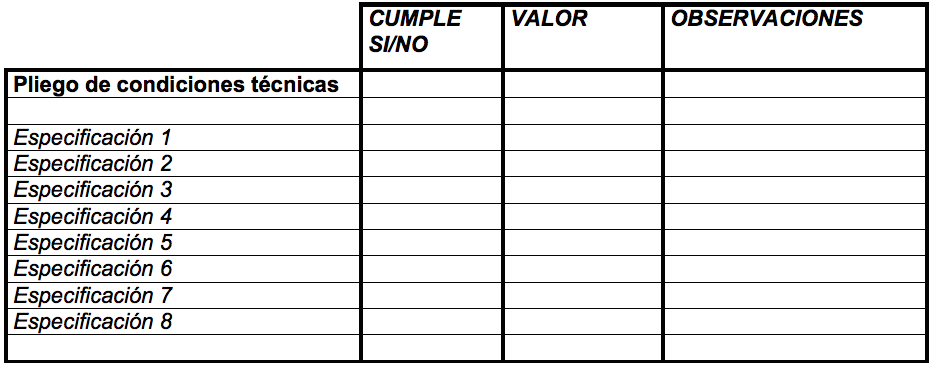 CUMPLE SI/NO VALOR OBSERVACIONES
Pliego de condiciones técnicas
Especificación 1
Especificación 2
Especificación 3
Especificación 4
Especificación 5
Especificación 6
Especificación 7
Especificación 8